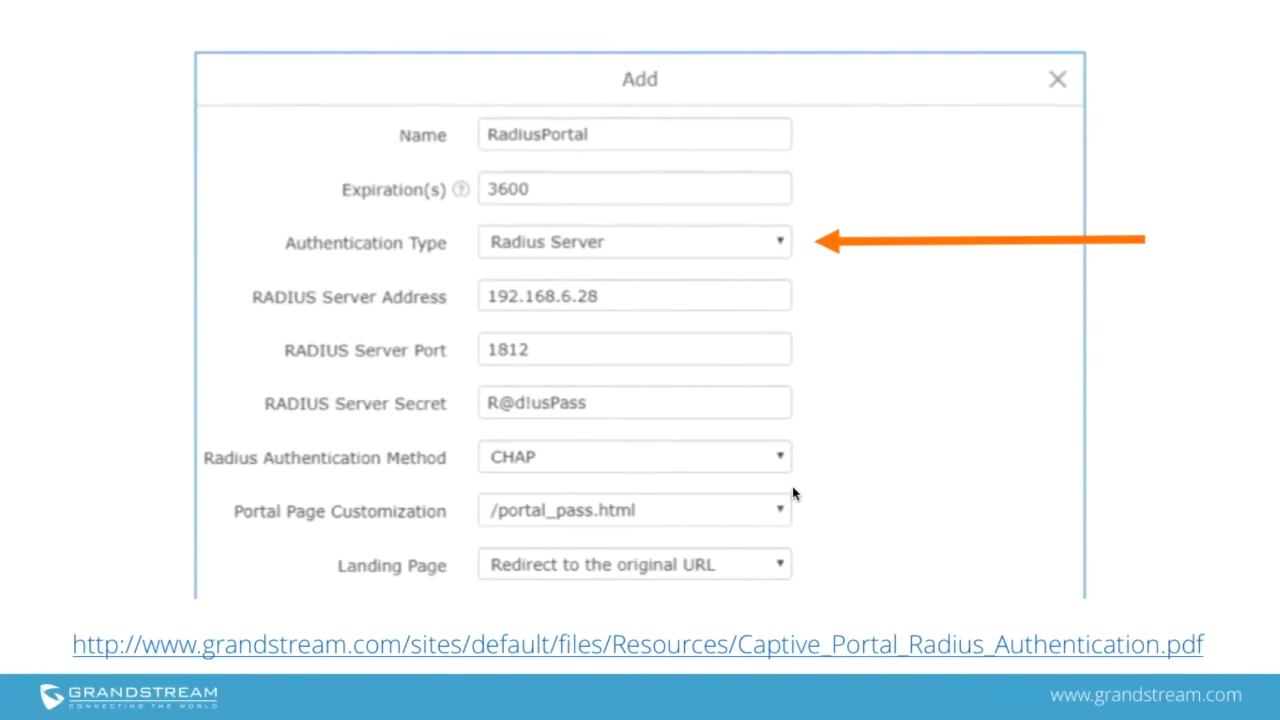 Add
Name RadiusPortal
Expiration(s) ? 3600
Authentication Type Radius Server
RADIUS Server Address 192.168.6.28
RADIUS Server Port 1812
RADIUS Server Secret R@d!usPass
Radius Authentication Method CHAP
Portal Page Customization /portal_pass.html
Landing Page Redirect to the original URL
http://www.grandstream.com/sites/default/files/Resources/Captive_Portal_Radius_Authentication.pdf
GRANDSTREAM
CONNECTING THE WORLD
www.grandstream.com